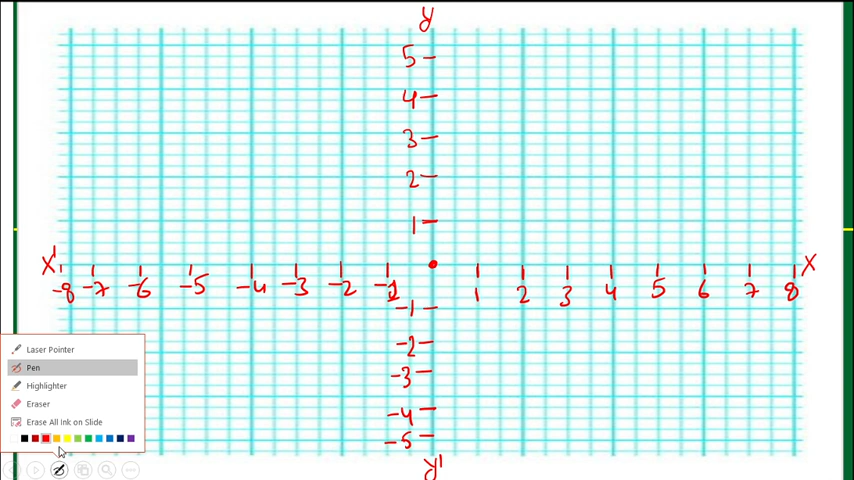 y
5
4
3
2
1
X' X
-8 -7 -6 -5 -4 -3 -2 -1 1 2 3 4 5 6 7 8
-1
-2
-3
-4
-5
y'
Laser Pointer
Pen
Highlighter
Eraser
Erase All Ink on Slide